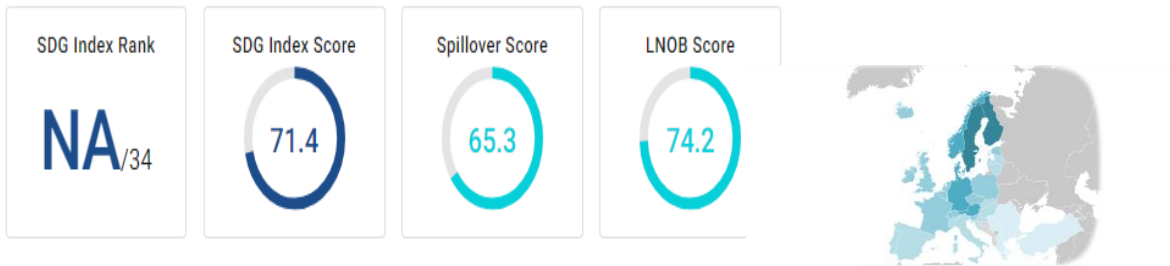 SDG Index Rank
NA/34
SDG Index Score
71.4
Spillover Score
65.3
LNOB Score
74.2